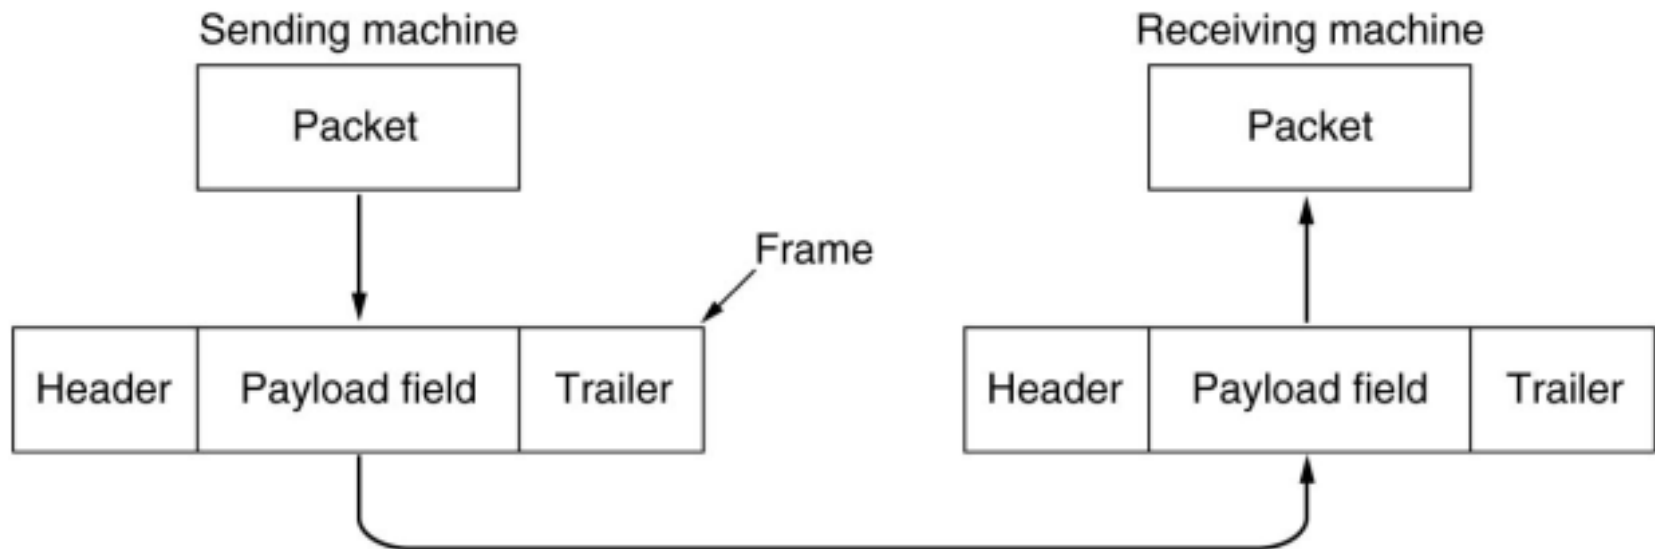 Sending machine
Receiving machine
Packet
Packet
Frame
Header
Payload field
Trailer
Header
Payload field
Trailer